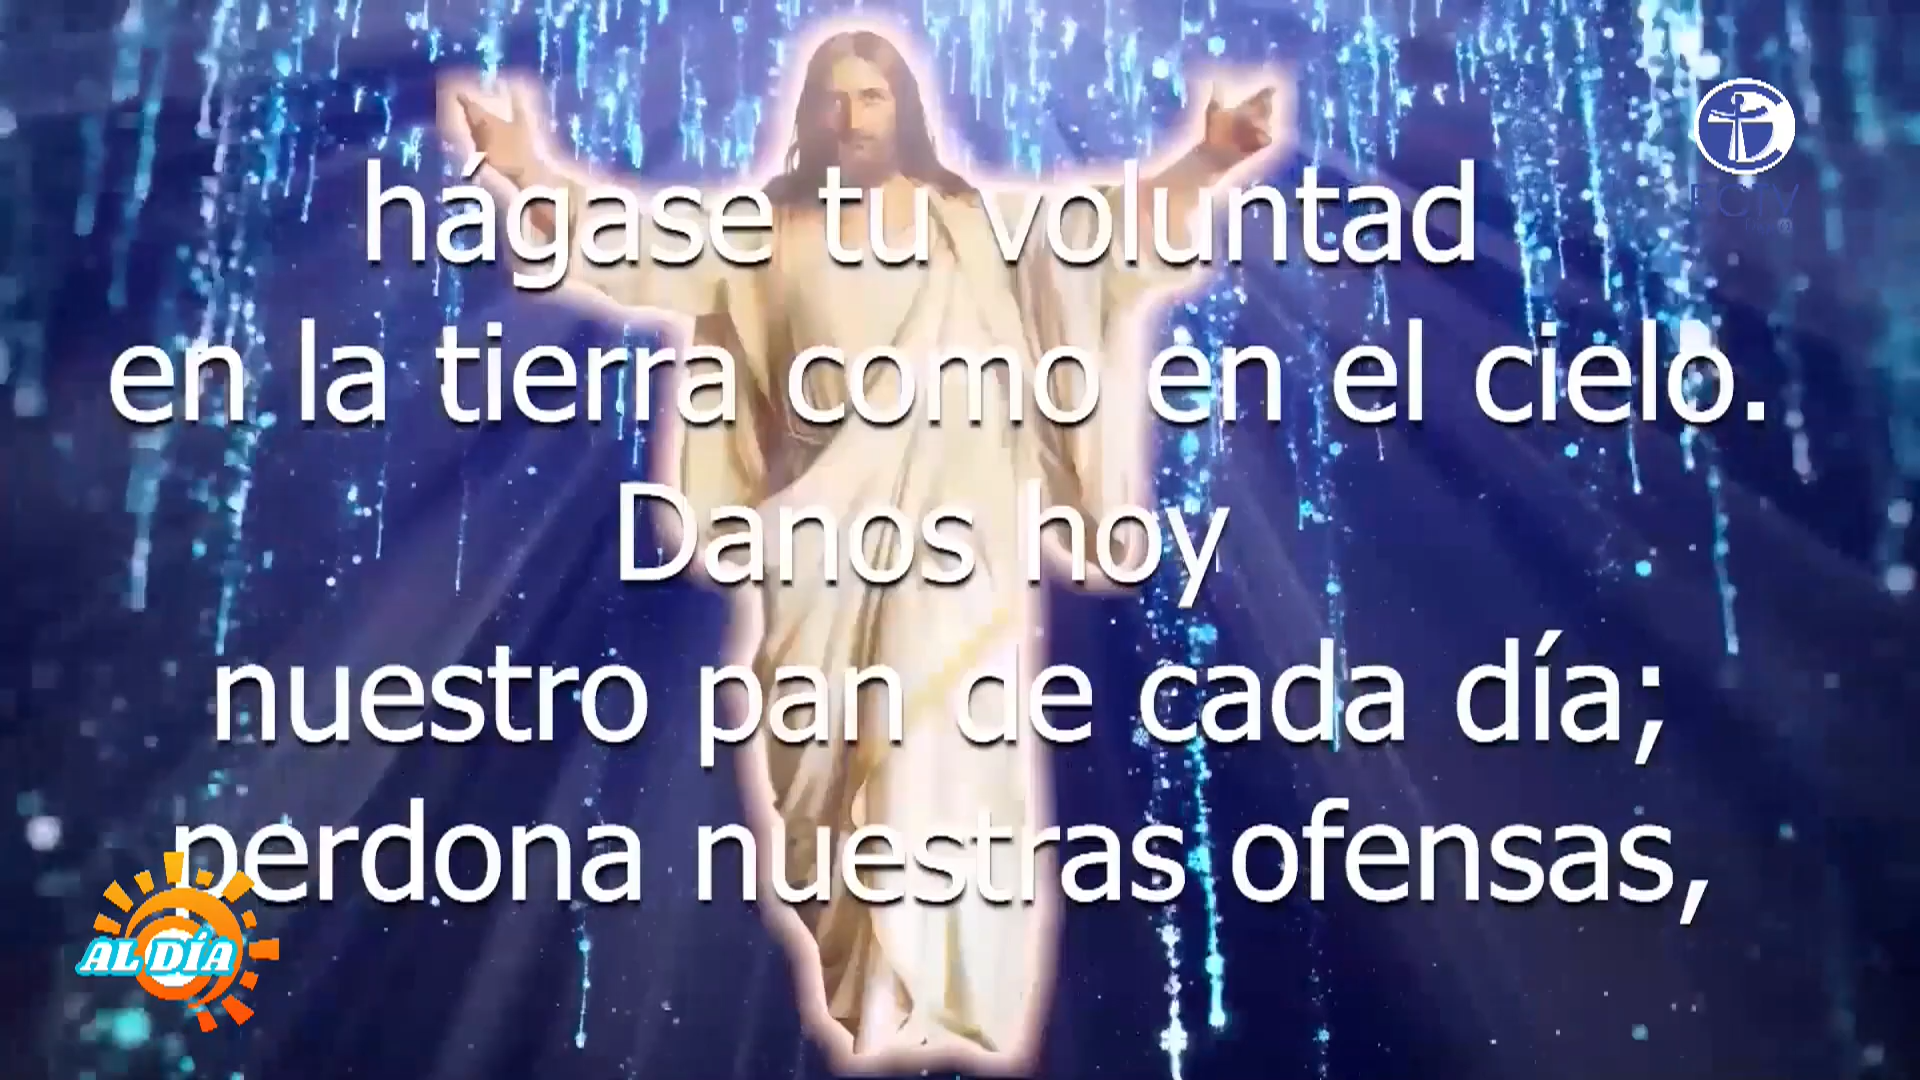 hágase tu voluntad
en la tierra como en el cielo.
Danos hoy
nuestro pan de cada día;
perdona nuestras ofensas,
AL DÍA